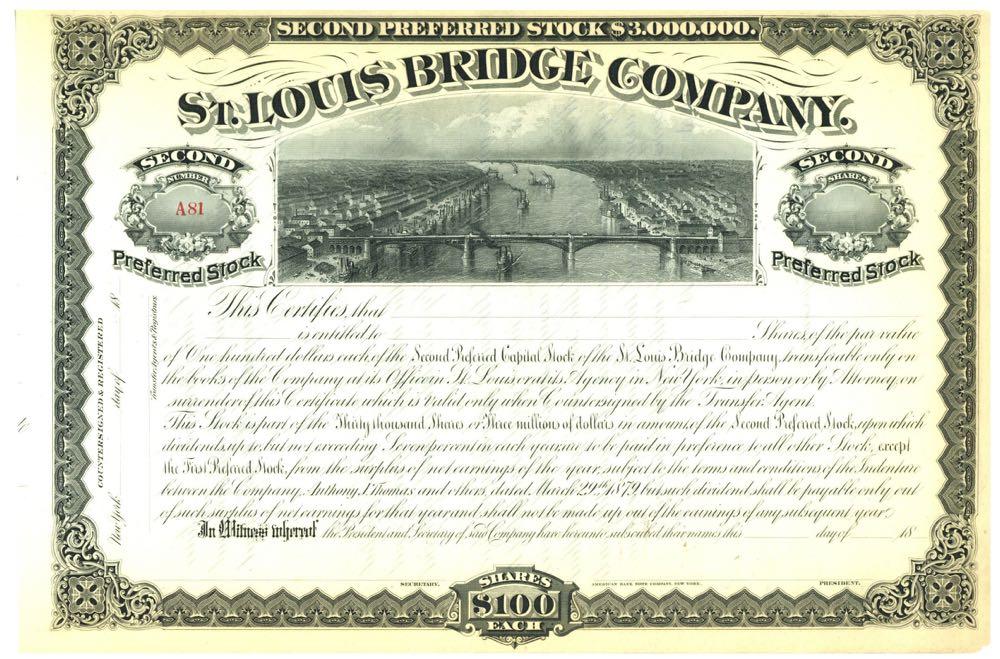 SECOND PREFERRED STOCK $3.000.000.
ST. LOUIS BRIDGE COMPANY.
SECOND
NUMBER
A81
Preferred Stock
SECOND
SHARES
Preferred Stock
This Certifies, that
is entitled to Shares, of the par value
of One hundred dollars each, of the Second Preferred Capital Stock of the St. Louis Bridge Company, transferable only on
the books of the Company at its Office in St. Louis, or at its Agency in New York, in person or by Attorney, on
surrender of this Certificate which is valid only when Countersigned by the Transfer Agent.
This Stock is part of the Thirty thousand Shares or Three millions of dollars in amount, of the Second Preferred Stock, upon which
dividends, up to but not exceeding Seven per cent in each year, are to be paid in preference to all other Stock, except
the First Preferred Stock, from the surplus of net earnings of the year, subject to the terms and conditions of the Indenture
between the Company, Anthony J. Thomas and others, dated, March 29th 1879, but such dividend shall be payable only out
of such surplus of net earnings for that year and shall not be made up out of the earnings of any subsequent year.
In Witness whereof the President and Secretary of said Company have hereunto subscribed their names this day of 18
SECRETARY.
AMERICAN BANK NOTE COMPANY, NEW YORK.
PRESIDENT.
SHARES
$100
EACH
COUNTERSIGNED & REGISTERED
New York day of 18
Transfer Agents & Registrars